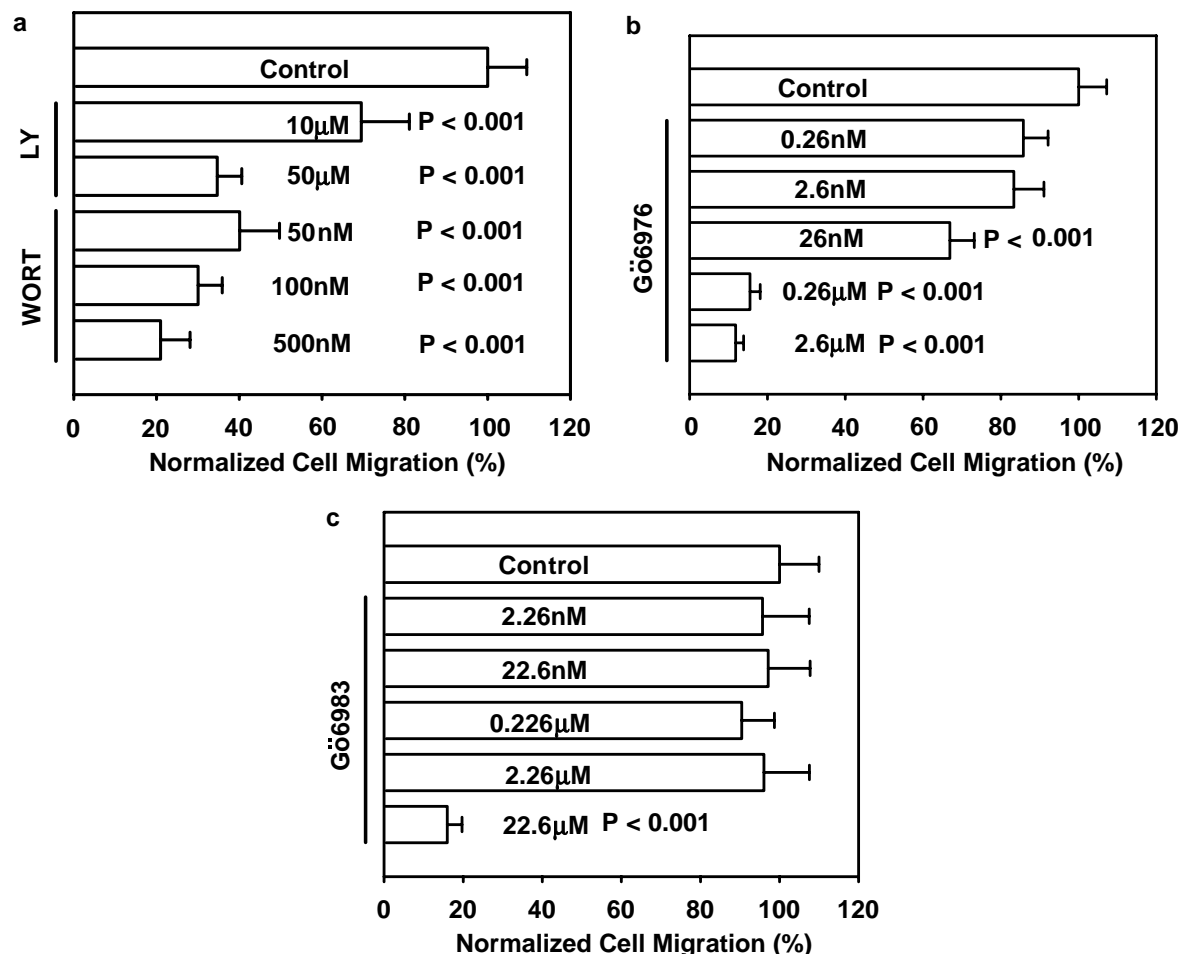 a
Control
LY
10μM P < 0.001
50μM P < 0.001
WORT
50nM P < 0.001
100nM P < 0.001
500nM P < 0.001
0 20 40 60 80 100 120
Normalized Cell Migration (%)
b
Control
Gö6976
0.26nM
2.6nM
26nM P < 0.001
0.26μM P < 0.001
2.6μM P < 0.001
0 20 40 60 80 100 120
Normalized Cell Migration (%)
c
Control
Gö6983
2.26nM
22.6nM
0.226μM
2.26μM
22.6μM P < 0.001
0 20 40 60 80 100 120
Normalized Cell Migration (%)